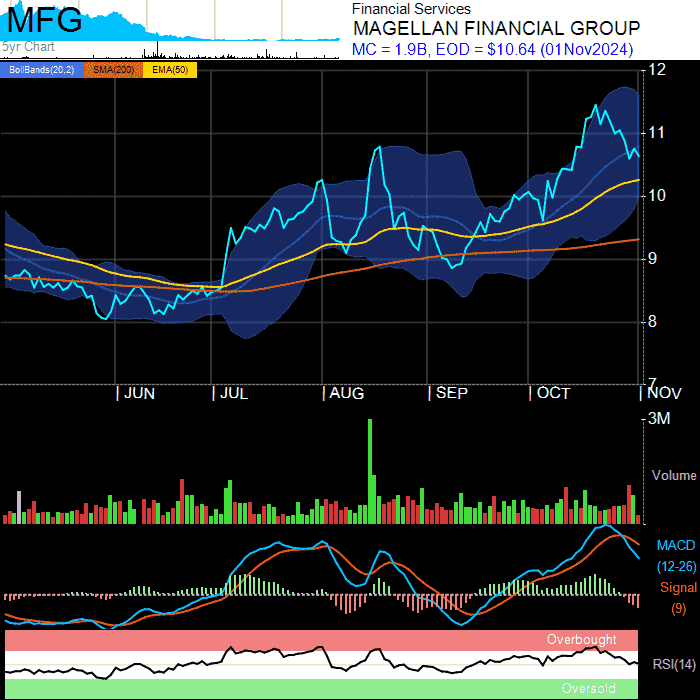 MFG
5yr Chart
Financial Services
MAGELLAN FINANCIAL GROUP
MC = 1.9B, EOD = $10.64 (01Nov2024)
BollBands(20,2) SMA(200) EMA(50)
12
11
10
9
8
7
JUN JUL AUG SEP OCT NOV
3M
Volume
MACD
(12-26)
Signal
(9)
Overbought
RSI(14)
Oversold